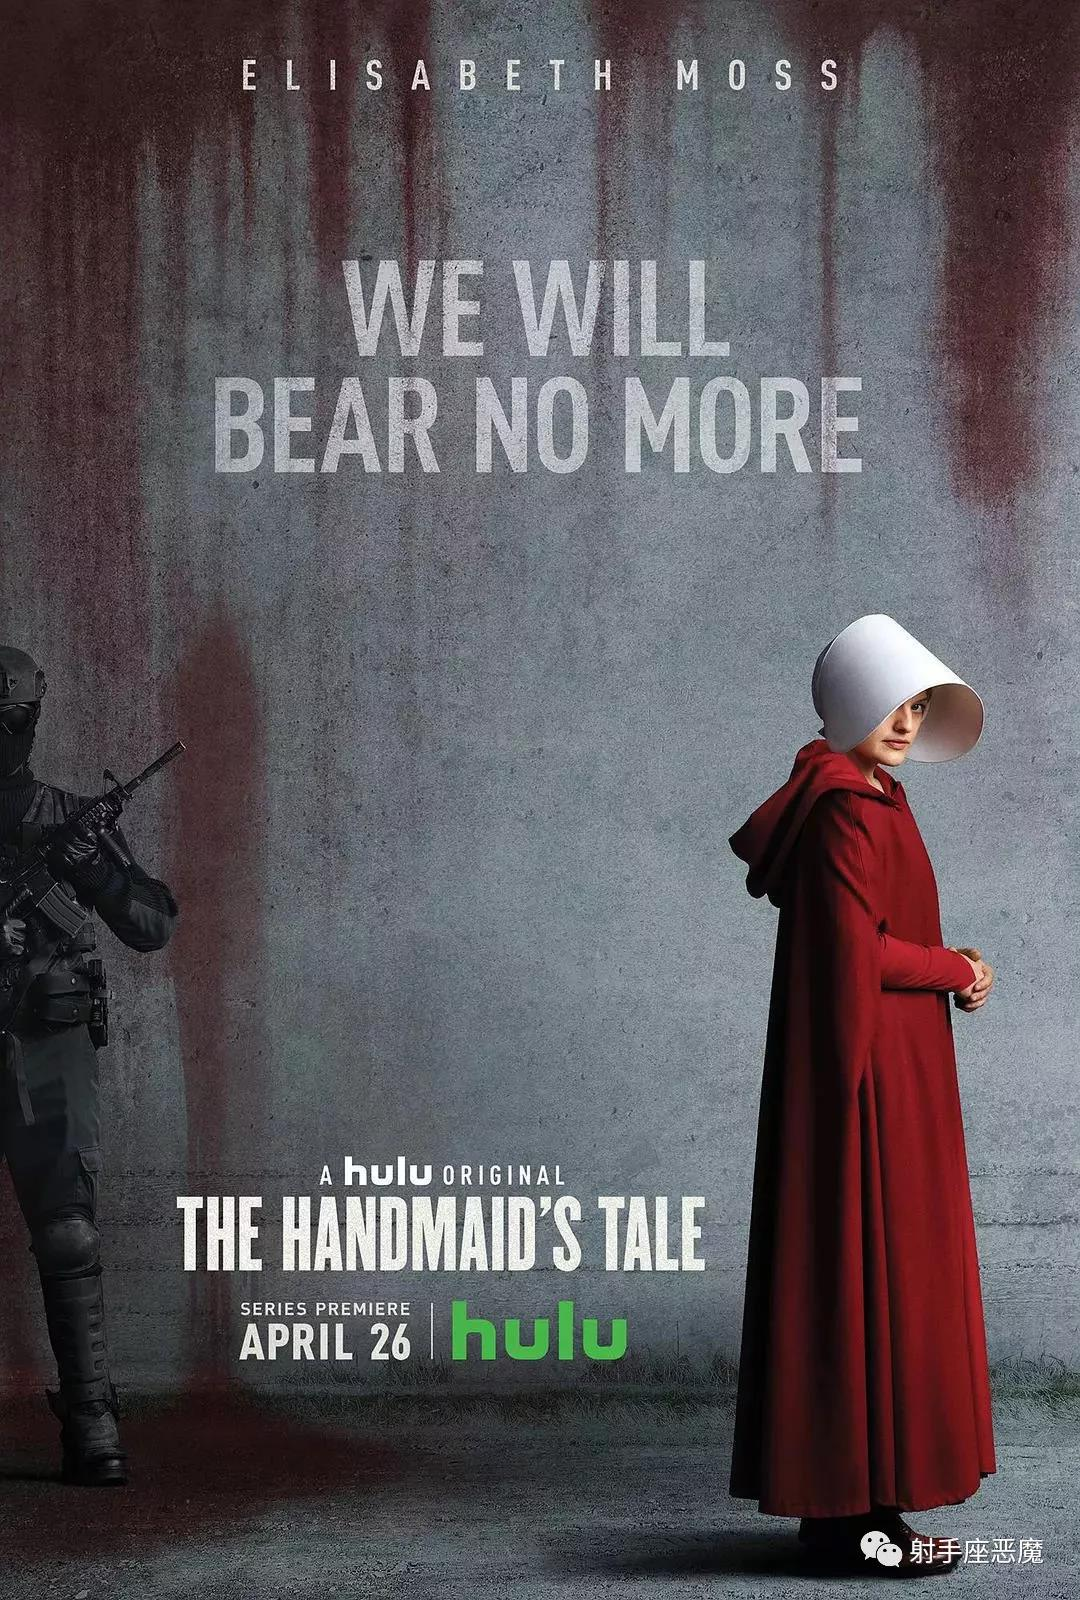 ELISABETH MOSS
WE WILL
BEAR NO MORE
A hulu ORIGINAL
THE HANDMAID'S TALE
SERIES PREMIERE
APRIL 26
hulu
射手座恶魔